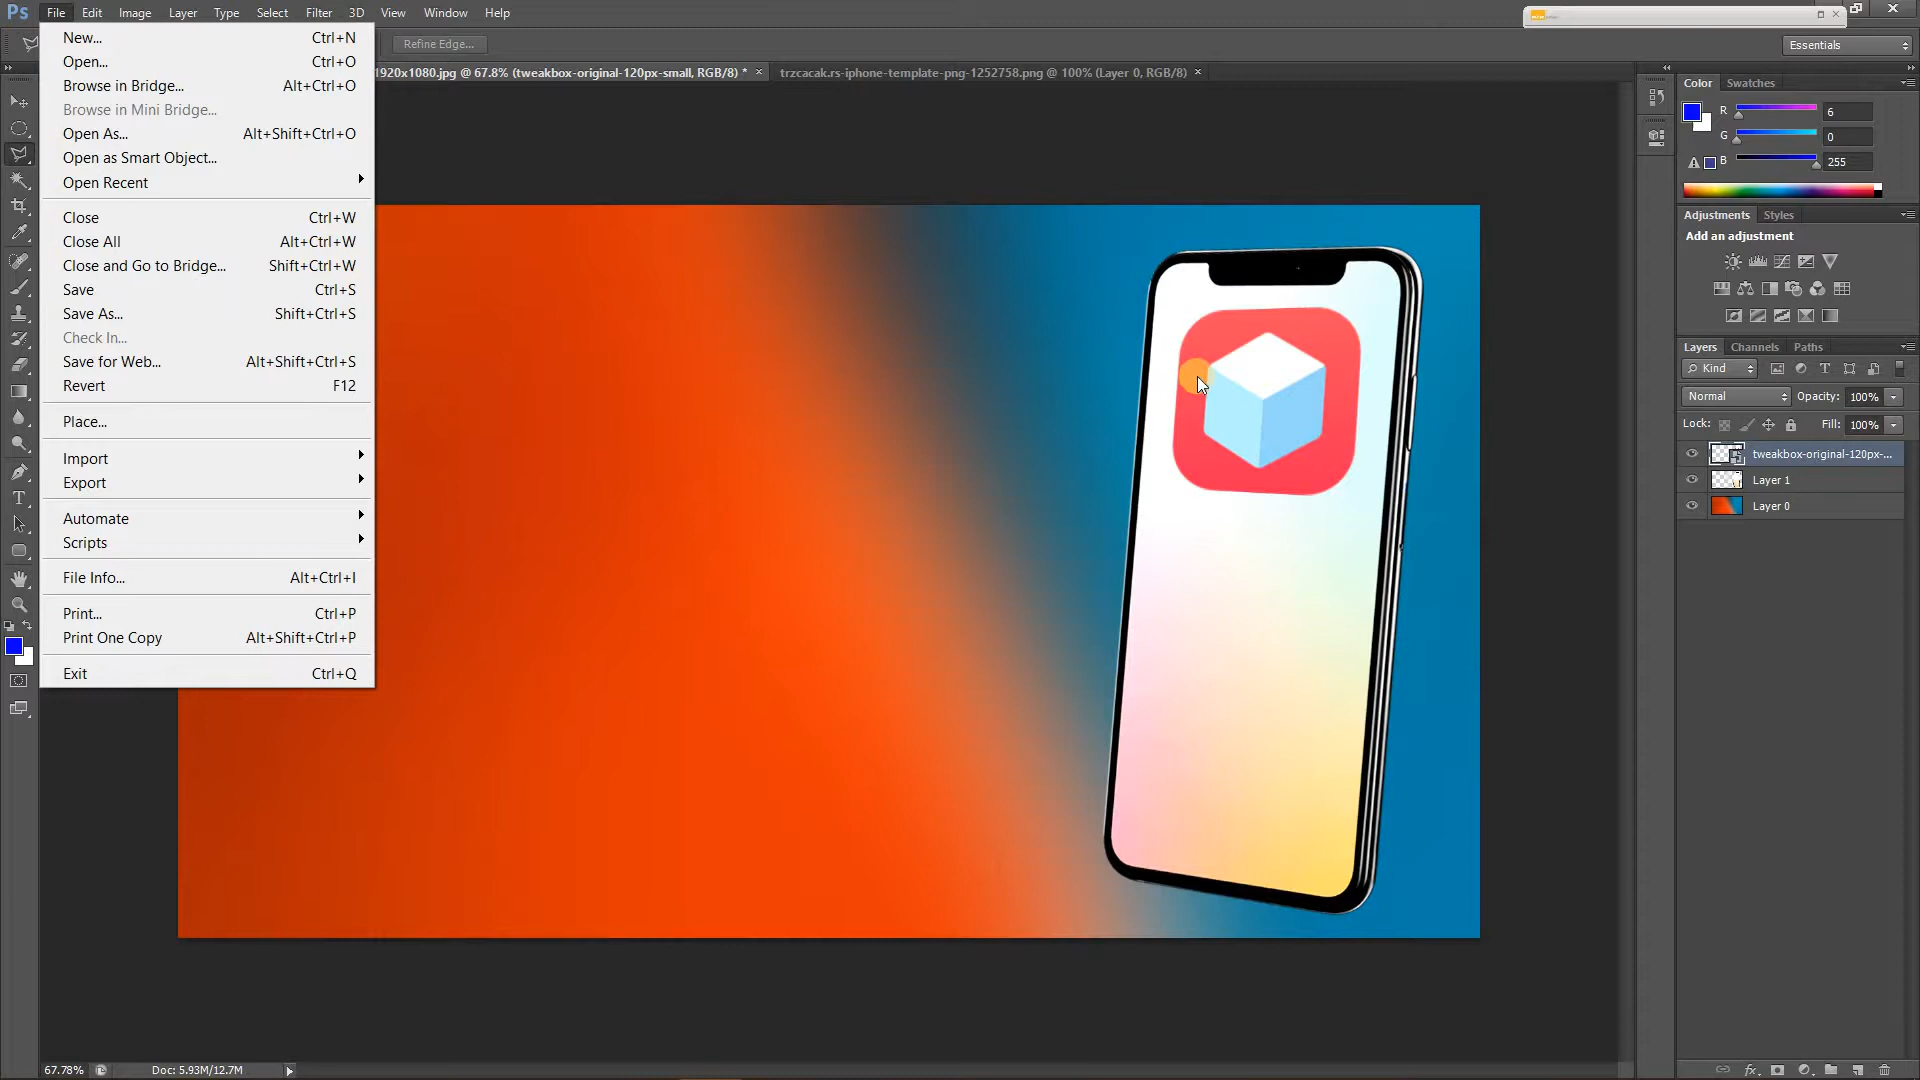 Ps File Edit Image Layer Type Select Filter 3D View Window Help
Refine Edge... Essentials
1920x1080.jpg @ 67.8% (tweakbox-original-120px-small, RGB/8) * × trzcacak.rs-iphone-template-png-1252758.png @ 100% (Layer 0, RGB/8) ×
New... Ctrl+N
Open... Ctrl+O
Browse in Bridge... Alt+Ctrl+O
Browse in Mini Bridge...
Open As... Alt+Shift+Ctrl+O
Open as Smart Object...
Open Recent
Close Ctrl+W
Close All Alt+Ctrl+W
Close and Go to Bridge... Shift+Ctrl+W
Save Ctrl+S
Save As... Shift+Ctrl+S
Check In...
Save for Web... Alt+Shift+Ctrl+S
Revert F12
Place...
Import
Export
Automate
Scripts
File Info... Alt+Ctrl+I
Print... Ctrl+P
Print One Copy Alt+Shift+Ctrl+P
Exit Ctrl+Q
Color Swatches
R 6
G 0
B 255
Adjustments Styles
Add an adjustment
Layers Channels Paths
Kind
Normal Opacity: 100%
Lock: Fill: 100%
tweakbox-original-120px-...
Layer 1
Layer 0
67.78% Doc: 5.93M/12.7M
fx